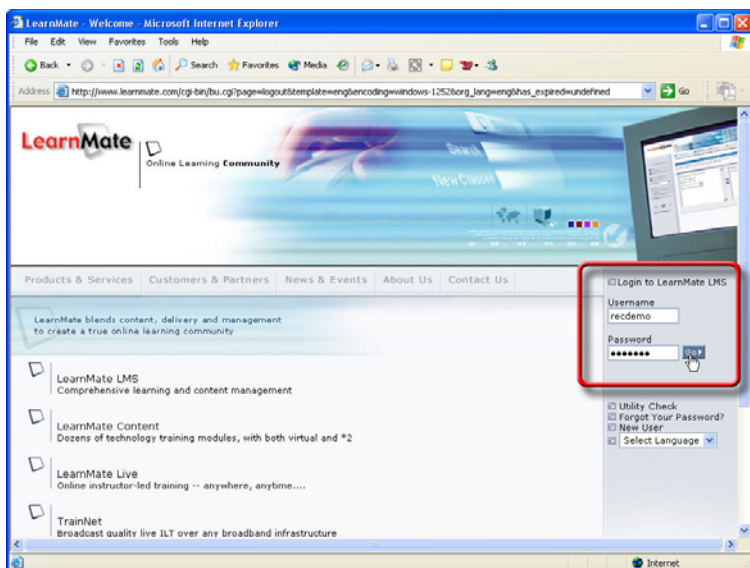 LearnMate - Welcome - Microsoft Internet Explorer
File Edit View Favorites Tools Help
Back Search Favorites Media
Address http://www.learnmate.com/cgi-bin/bu.cgi?page=logout&template=eng&encoding=windows-1252&org_lang=eng&has_expired=undefined Go
LearnMate
Online Learning Community
Search
New Classes
Products & Services Customers & Partners News & Events About Us Contact Us
Login to LearnMate LMS
Username
recdemo
Password
•••••••
Go
LearnMate blends content, delivery and management
to create a true online learning community
LearnMate LMS
Comprehensive learning and content management
LearnMate Content
Dozens of technology training modules, with both virtual and *2
LearnMate Live
Online instructor-led training -- anywhere, anytime....
TrainNet
Broadcast quality live ILT over any broadband infrastructure
Utility Check
Forgot Your Password?
New User
Select Language
Internet